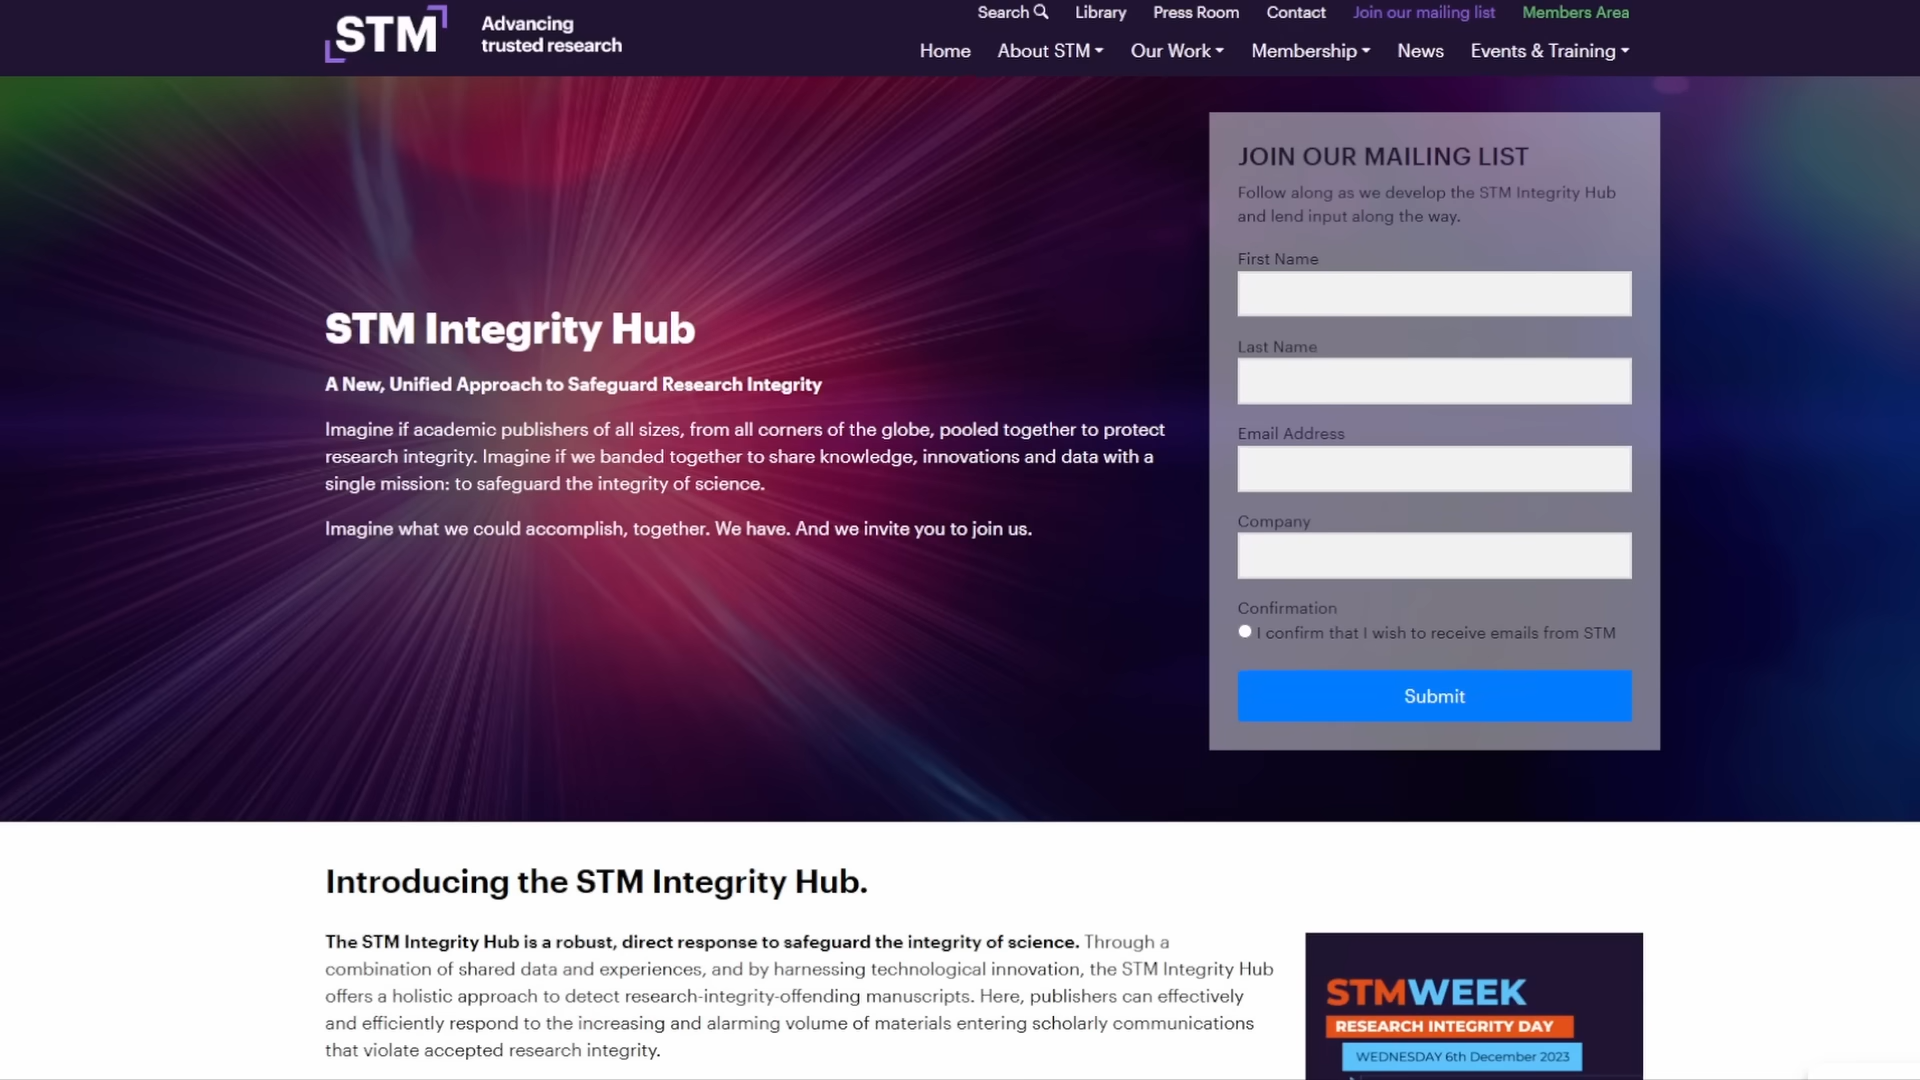 STM
Advancing
trusted research
Search
Library
Press Room
Contact
Join our mailing list
Members Area
Home
About STM
Our Work
Membership
News
Events & Training
STM Integrity Hub
A New, Unified Approach to Safeguard Research Integrity
Imagine if academic publishers of all sizes, from all corners of the globe, pooled together to protect
research integrity. Imagine if we banded together to share knowledge, innovations and data with a
single mission: to safeguard the integrity of science.
Imagine what we could accomplish, together. We have. And we invite you to join us.
JOIN OUR MAILING LIST
Follow along as we develop the STM Integrity Hub
and lend input along the way.
First Name
Last Name
Email Address
Company
Confirmation
I confirm that I wish to receive emails from STM
Submit
Introducing the STM Integrity Hub.
The STM Integrity Hub is a robust, direct response to safeguard the integrity of science. Through a
combination of shared data and experiences, and by harnessing technological innovation, the STM Integrity Hub
offers a holistic approach to detect research-integrity-offending manuscripts. Here, publishers can effectively
and efficiently respond to the increasing and alarming volume of materials entering scholarly communications
that violate accepted research integrity.
STMWEEK
RESEARCH INTEGRITY DAY
WEDNESDAY 6th December 2023